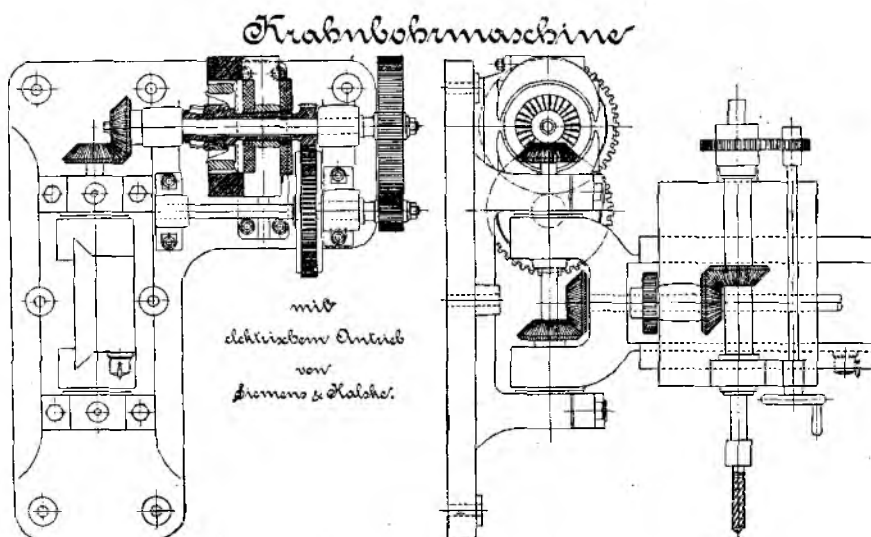 Krahnbohrmaschine
mit
elektrischem Antrieb
von
Siemens & Halske.